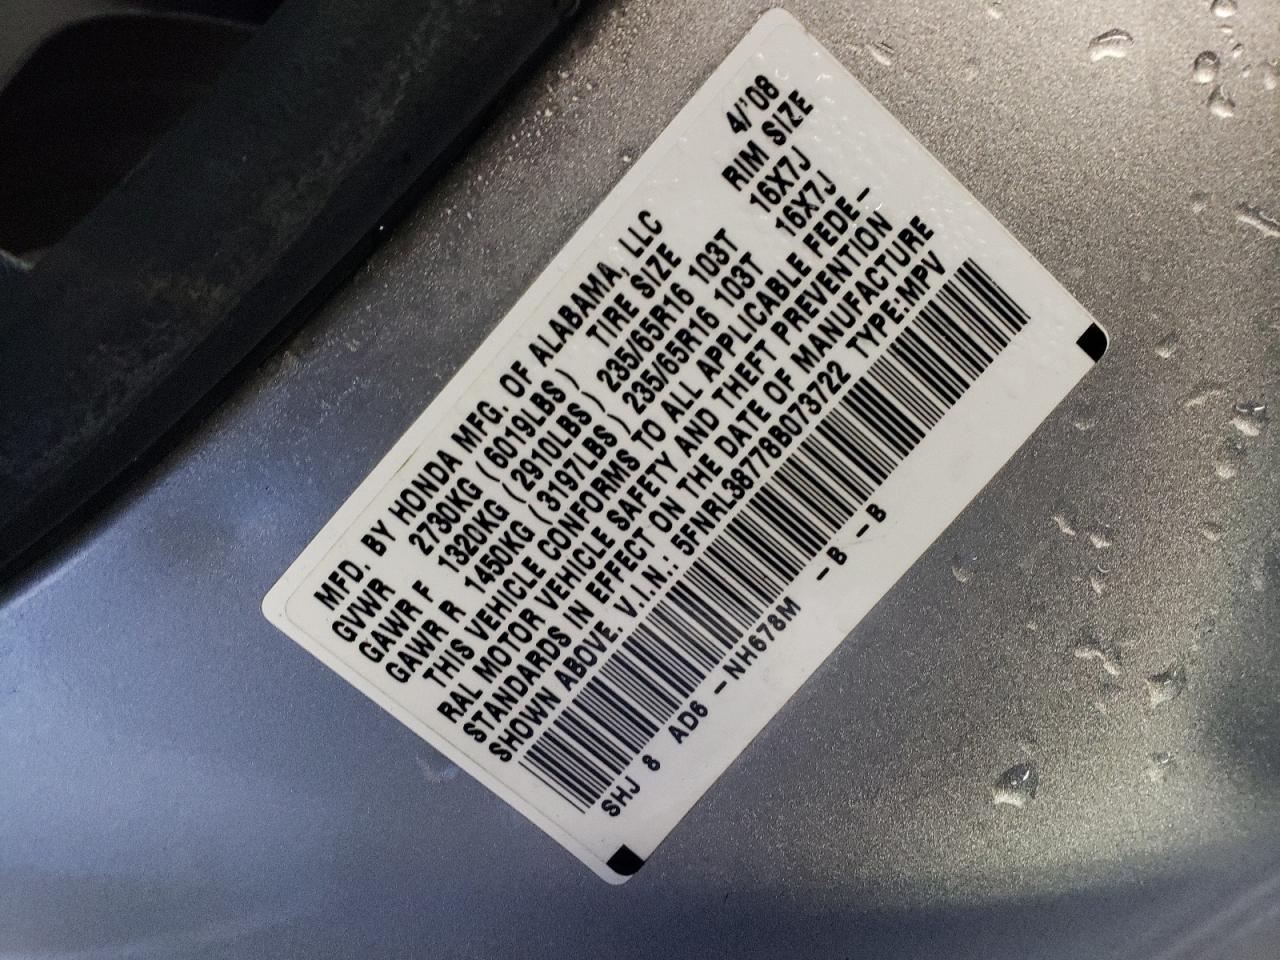 MFD. BY HONDA MFG. OF ALABAMA, LLC 4/'08
GVWR 2730KG (6019LBS) TIRE SIZE RIM SIZE
GAWR F 1320KG (2910LBS) 235/65R16 103T 16X7J
GAWR R 1450KG (3197LBS) 235/65R16 103T 16X7J
THIS VEHICLE CONFORMS TO ALL APPLICABLE FEDE-
RAL MOTOR VEHICLE SAFETY AND THEFT PREVENTION
STANDARDS IN EFFECT ON THE DATE OF MANUFACTURE
SHOWN ABOVE. V.I.N.: 5FNRL38778B073722 TYPE:MPV
SHJ 8 AD6 -NH678M -B -B